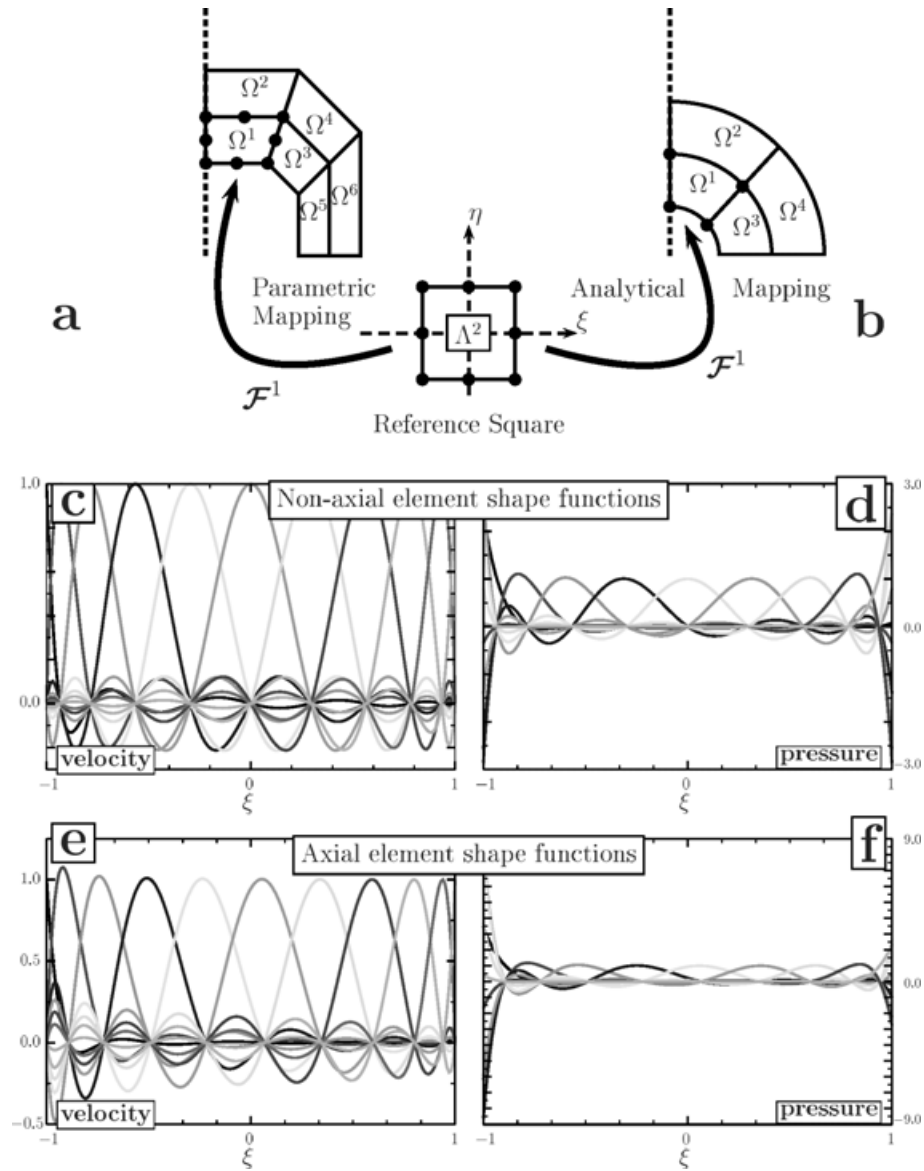 Ω²
Ω⁴
Ω¹
Ω³
Ω⁵ Ω⁶
Ω²
Ω¹
Ω⁴
Ω³
η
Parametric
Mapping
Analytical Mapping
a
b
Λ²
ξ
𝓕¹
𝓕¹
Reference Square
c
Non-axial element shape functions
d
1.0
0.0
3.0
0.0
−3.0
velocity
pressure
−1 0 1
−1 0 1
ξ
ξ
e
Axial element shape functions
f
1.0
0.5
0.0
−0.5
9.0
0.0
−9.0
velocity
pressure
−1 0 1
−1 0 1
ξ
ξ